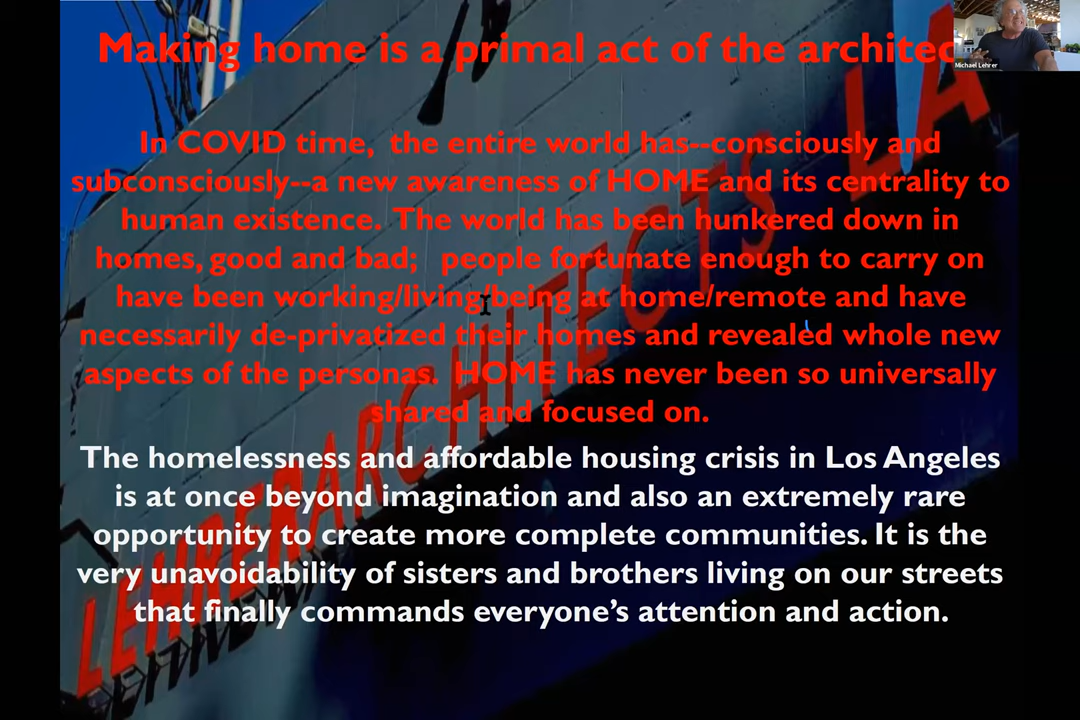 Making home is a primal act of the architec
Michael Lehrer
In COVID time, the entire world has--consciously and
subconsciously--a new awareness of HOME and its centrality to
human existence. The world has been hunkered down in
homes, good and bad; people fortunate enough to carry on
have been working/living/being at home/remote and have
necessarily de-privatized their homes and revealed whole new
aspects of the personas. HOME has never been so universally
shared and focused on.
The homelessness and affordable housing crisis in Los Angeles
is at once beyond imagination and also an extremely rare
opportunity to create more complete communities. It is the
very unavoidability of sisters and brothers living on our streets
that finally commands everyone’s attention and action.
LEHRERARCHITECTS LA